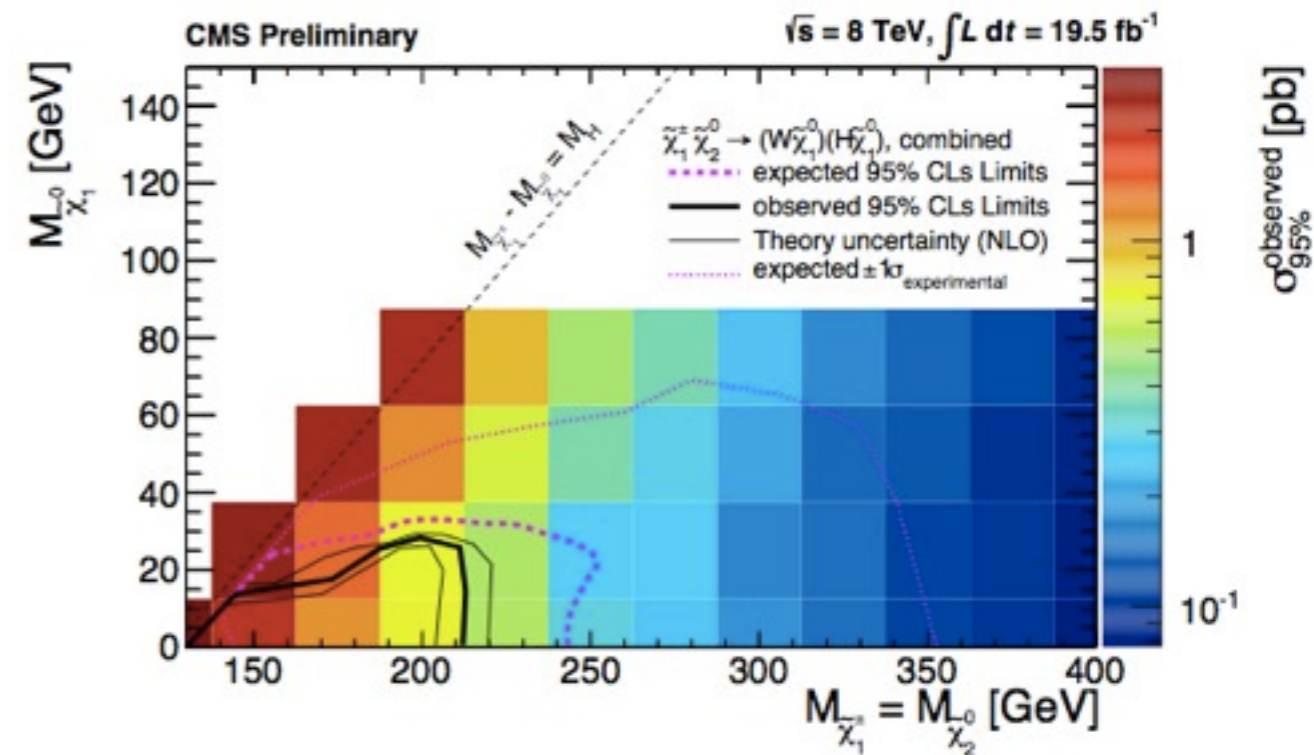 CMS Preliminary
√s = 8 TeV, ∫L dt = 19.5 fb⁻¹
M_χ̃₁⁰ [GeV]
140
120
100
80
60
40
20
0
M_χ̃₁± - M_χ̃₁⁰ = M_H
χ̃₁± χ̃₂⁰ → (Wχ̃₁⁰)(Hχ̃₁⁰), combined
expected 95% CLs Limits
observed 95% CLs Limits
Theory uncertainty (NLO)
expected ±1σ_experimental
150 200 250 300 350 400
M_χ̃₁± = M_χ̃₂⁰ [GeV]
1
10⁻¹
σ_95%^observed [pb]